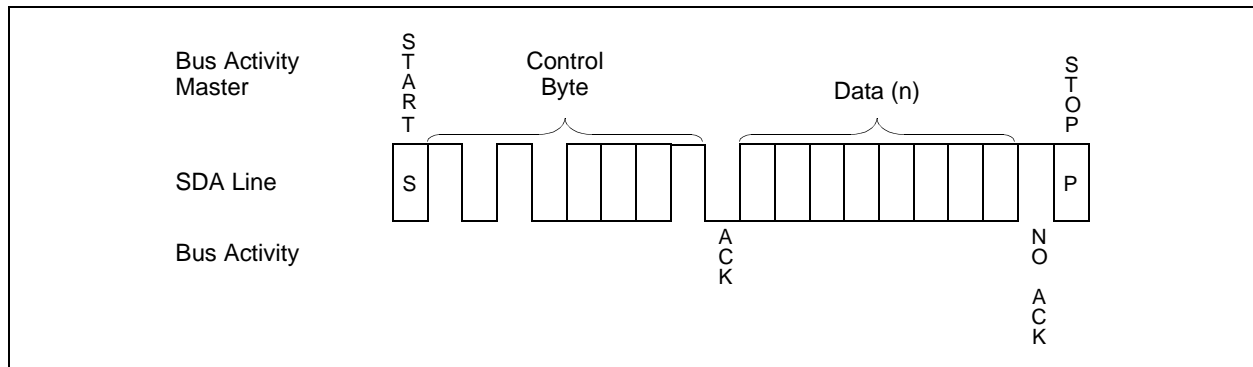 Bus Activity
Master
START
Control
Byte
Data (n)
STOP
SDA Line
S
P
Bus Activity
ACK
NO ACK